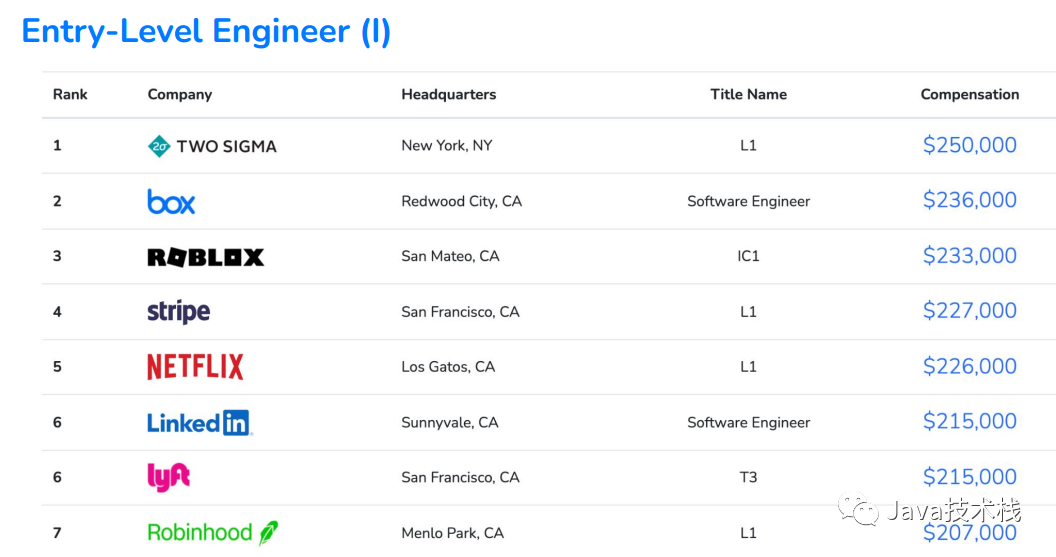 Entry-Level Engineer (I)
Rank Company Headquarters Title Name Compensation
1 2σ TWO SIGMA New York, NY L1 $250,000
2 box Redwood City, CA Software Engineer $236,000
3 ROBLOX San Mateo, CA IC1 $233,000
4 stripe San Francisco, CA L1 $227,000
5 NETFLIX Los Gatos, CA L1 $226,000
6 Linked in Sunnyvale, CA Software Engineer $215,000
6 lyft San Francisco, CA T3 $215,000
Java技术栈
7 Robinhood Menlo Park, CA L1 $207,000